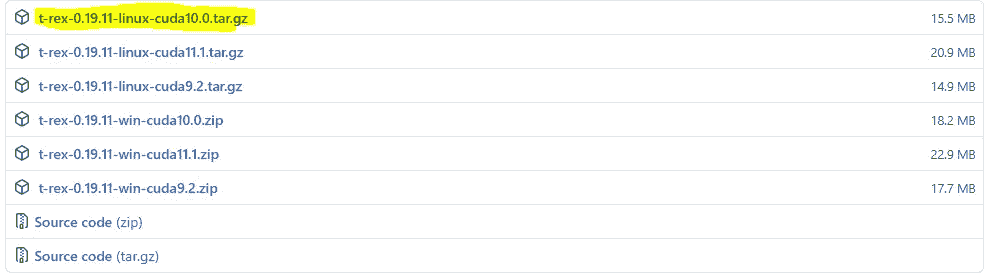 t-rex-0.19.11-linux-cuda10.0.tar.gz 15.5 MB
t-rex-0.19.11-linux-cuda11.1.tar.gz 20.9 MB
t-rex-0.19.11-linux-cuda9.2.tar.gz 14.9 MB
t-rex-0.19.11-win-cuda10.0.zip 18.2 MB
t-rex-0.19.11-win-cuda11.1.zip 22.9 MB
t-rex-0.19.11-win-cuda9.2.zip 17.7 MB
Source code (zip)
Source code (tar.gz)